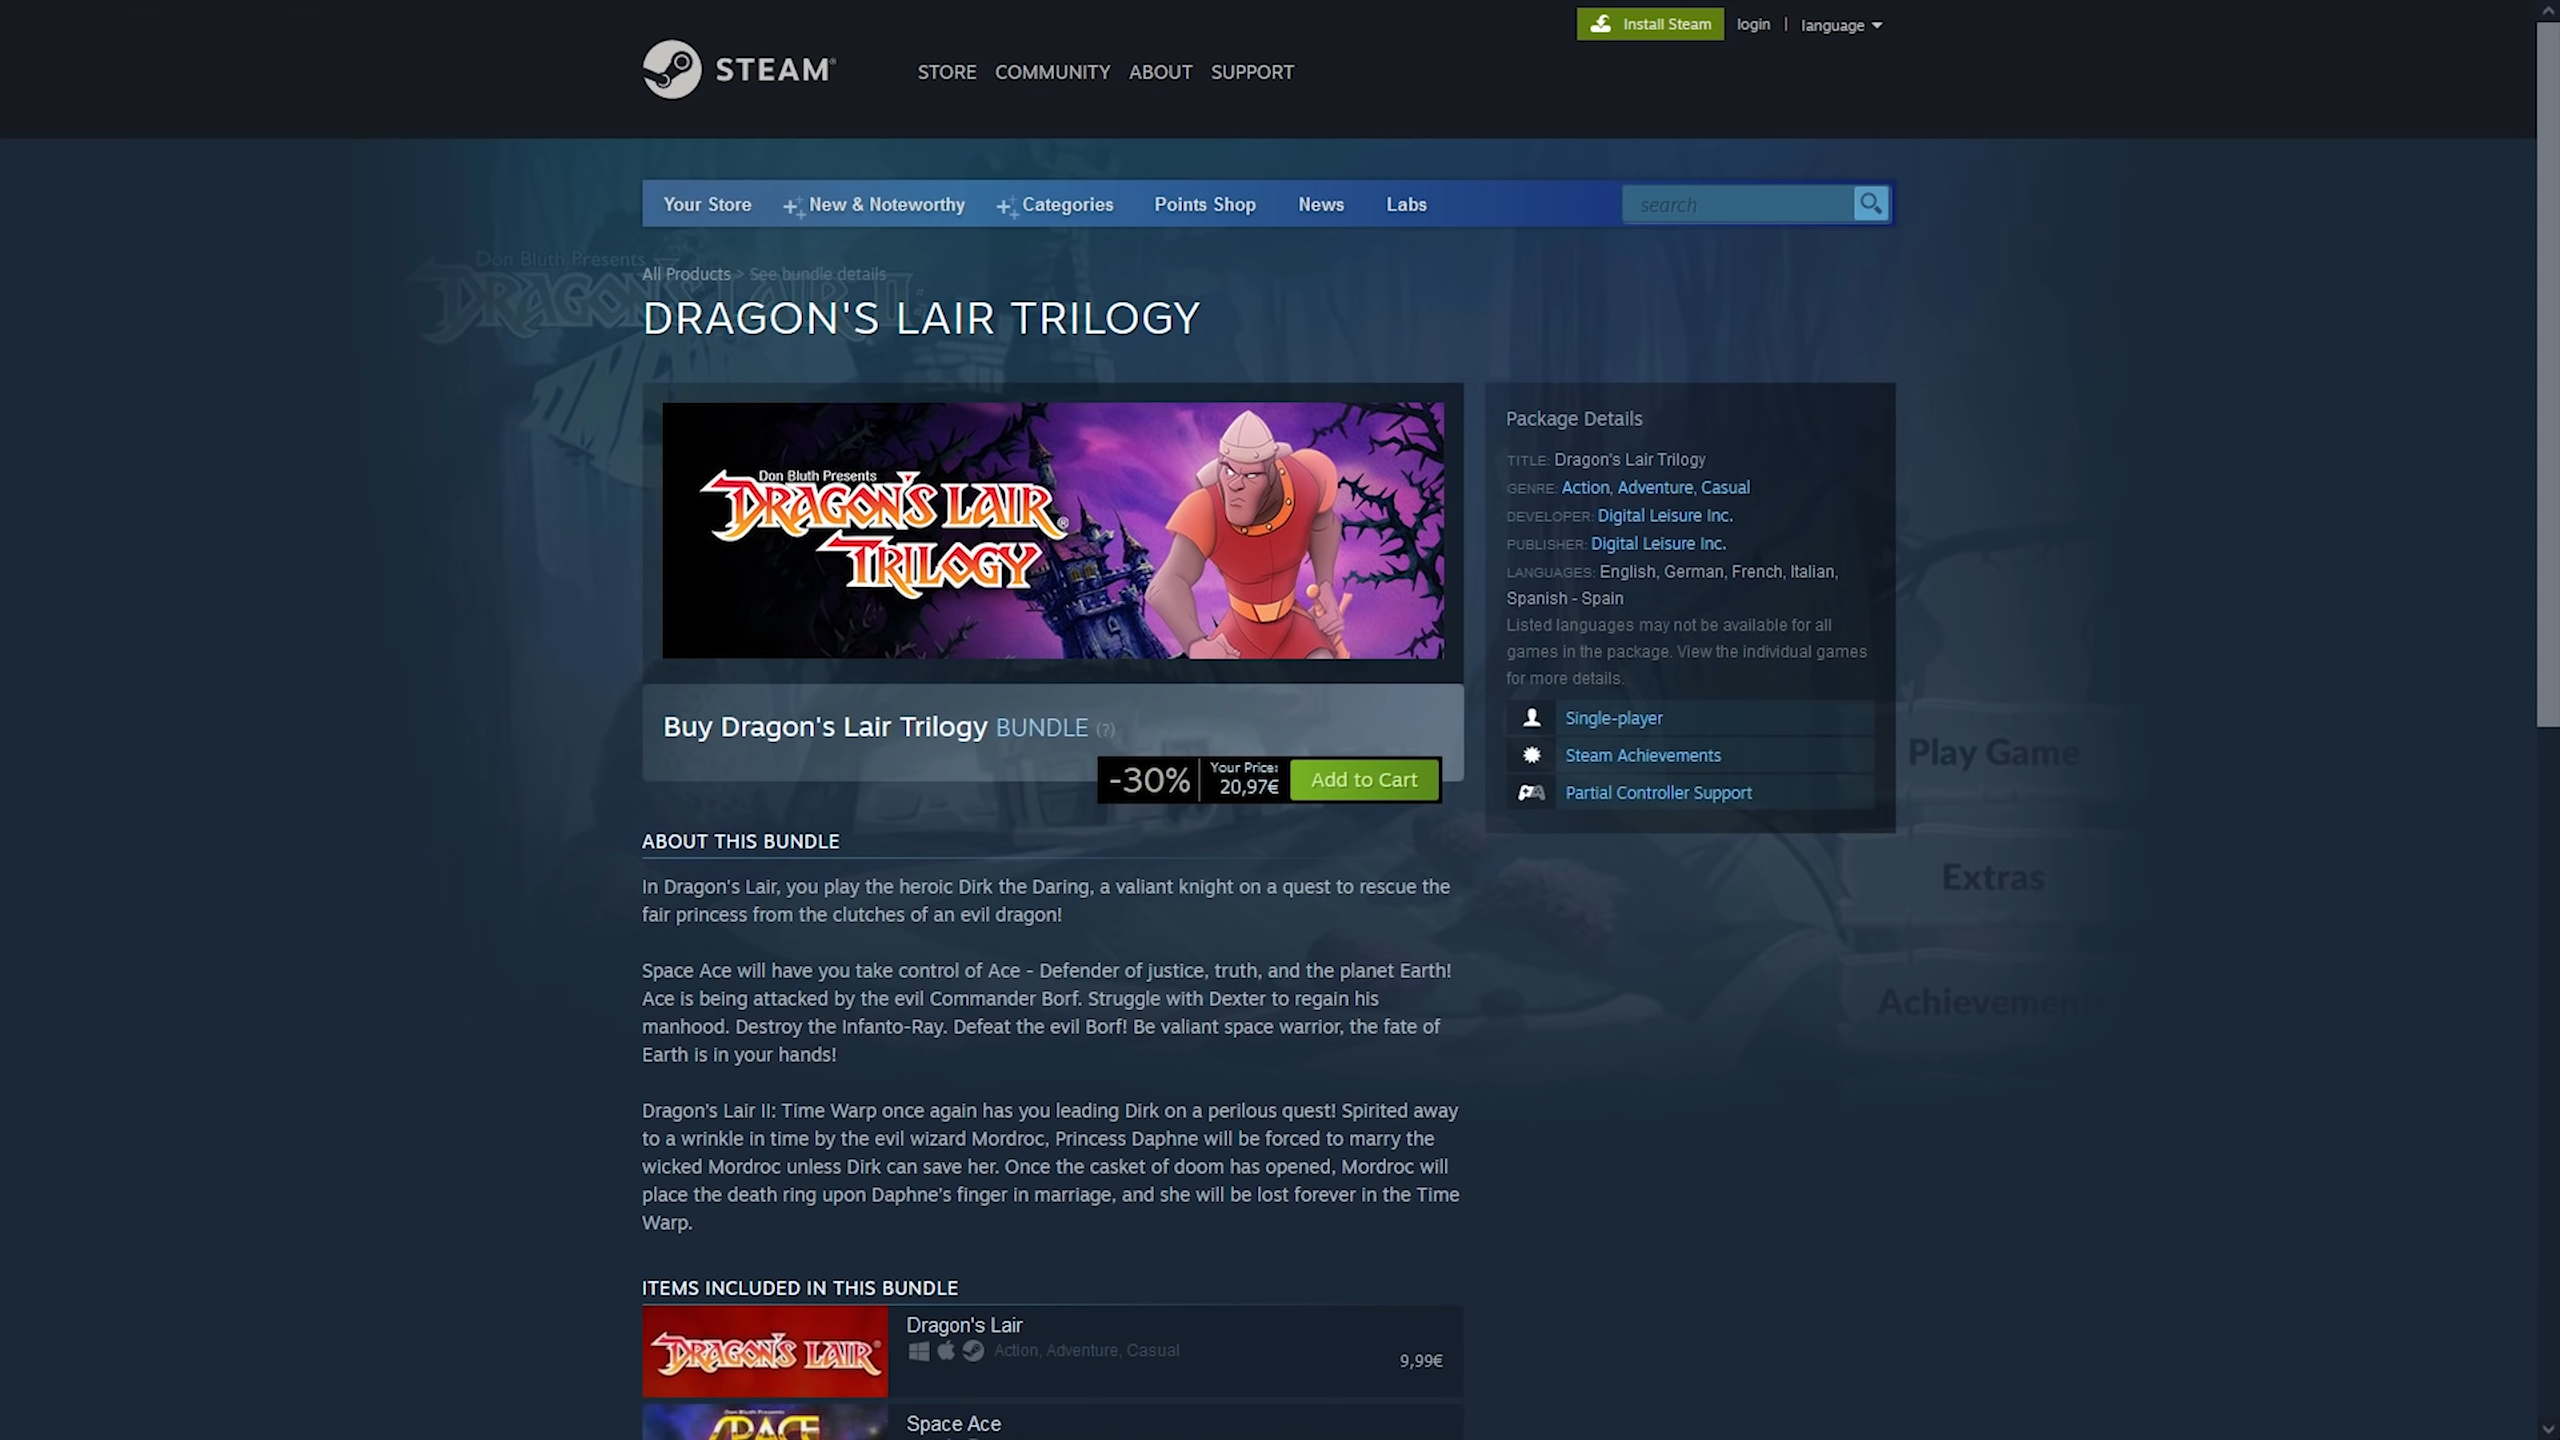 Install Steam login | language
STEAM®
STORE COMMUNITY ABOUT SUPPORT
Your Store New & Noteworthy Categories Points Shop News Labs search
Don Bluth Presents
DRAGON'S LAIR II
All Products > See bundle details
DRAGON'S LAIR TRILOGY
Don Bluth Presents
DRAGON'S LAIR®
TRILOGY
Buy Dragon's Lair Trilogy BUNDLE (?)
-30% Your Price: 20,97€ Add to Cart
ABOUT THIS BUNDLE
In Dragon's Lair, you play the heroic Dirk the Daring, a valiant knight on a quest to rescue the
fair princess from the clutches of an evil dragon!
Space Ace will have you take control of Ace - Defender of justice, truth, and the planet Earth!
Ace is being attacked by the evil Commander Borf. Struggle with Dexter to regain his
manhood. Destroy the Infanto-Ray. Defeat the evil Borf! Be valiant space warrior, the fate of
Earth is in your hands!
Dragon’s Lair II: Time Warp once again has you leading Dirk on a perilous quest! Spirited away
to a wrinkle in time by the evil wizard Mordroc, Princess Daphne will be forced to marry the
wicked Mordroc unless Dirk can save her. Once the casket of doom has opened, Mordroc will
place the death ring upon Daphne’s finger in marriage, and she will be lost forever in the Time
Warp.
ITEMS INCLUDED IN THIS BUNDLE
DRAGON'S LAIR®
Dragon's Lair
Action, Adventure, Casual
9,99€
Don Bluth Presents
SPACE
Space Ace
Package Details
TITLE: Dragon's Lair Trilogy
GENRE: Action, Adventure, Casual
DEVELOPER: Digital Leisure Inc.
PUBLISHER: Digital Leisure Inc.
LANGUAGES: English, German, French, Italian,
Spanish - Spain
Listed languages may not be available for all
games in the package. View the individual games
for more details.
Single-player
Steam Achievements
Partial Controller Support
Play Game
Extras